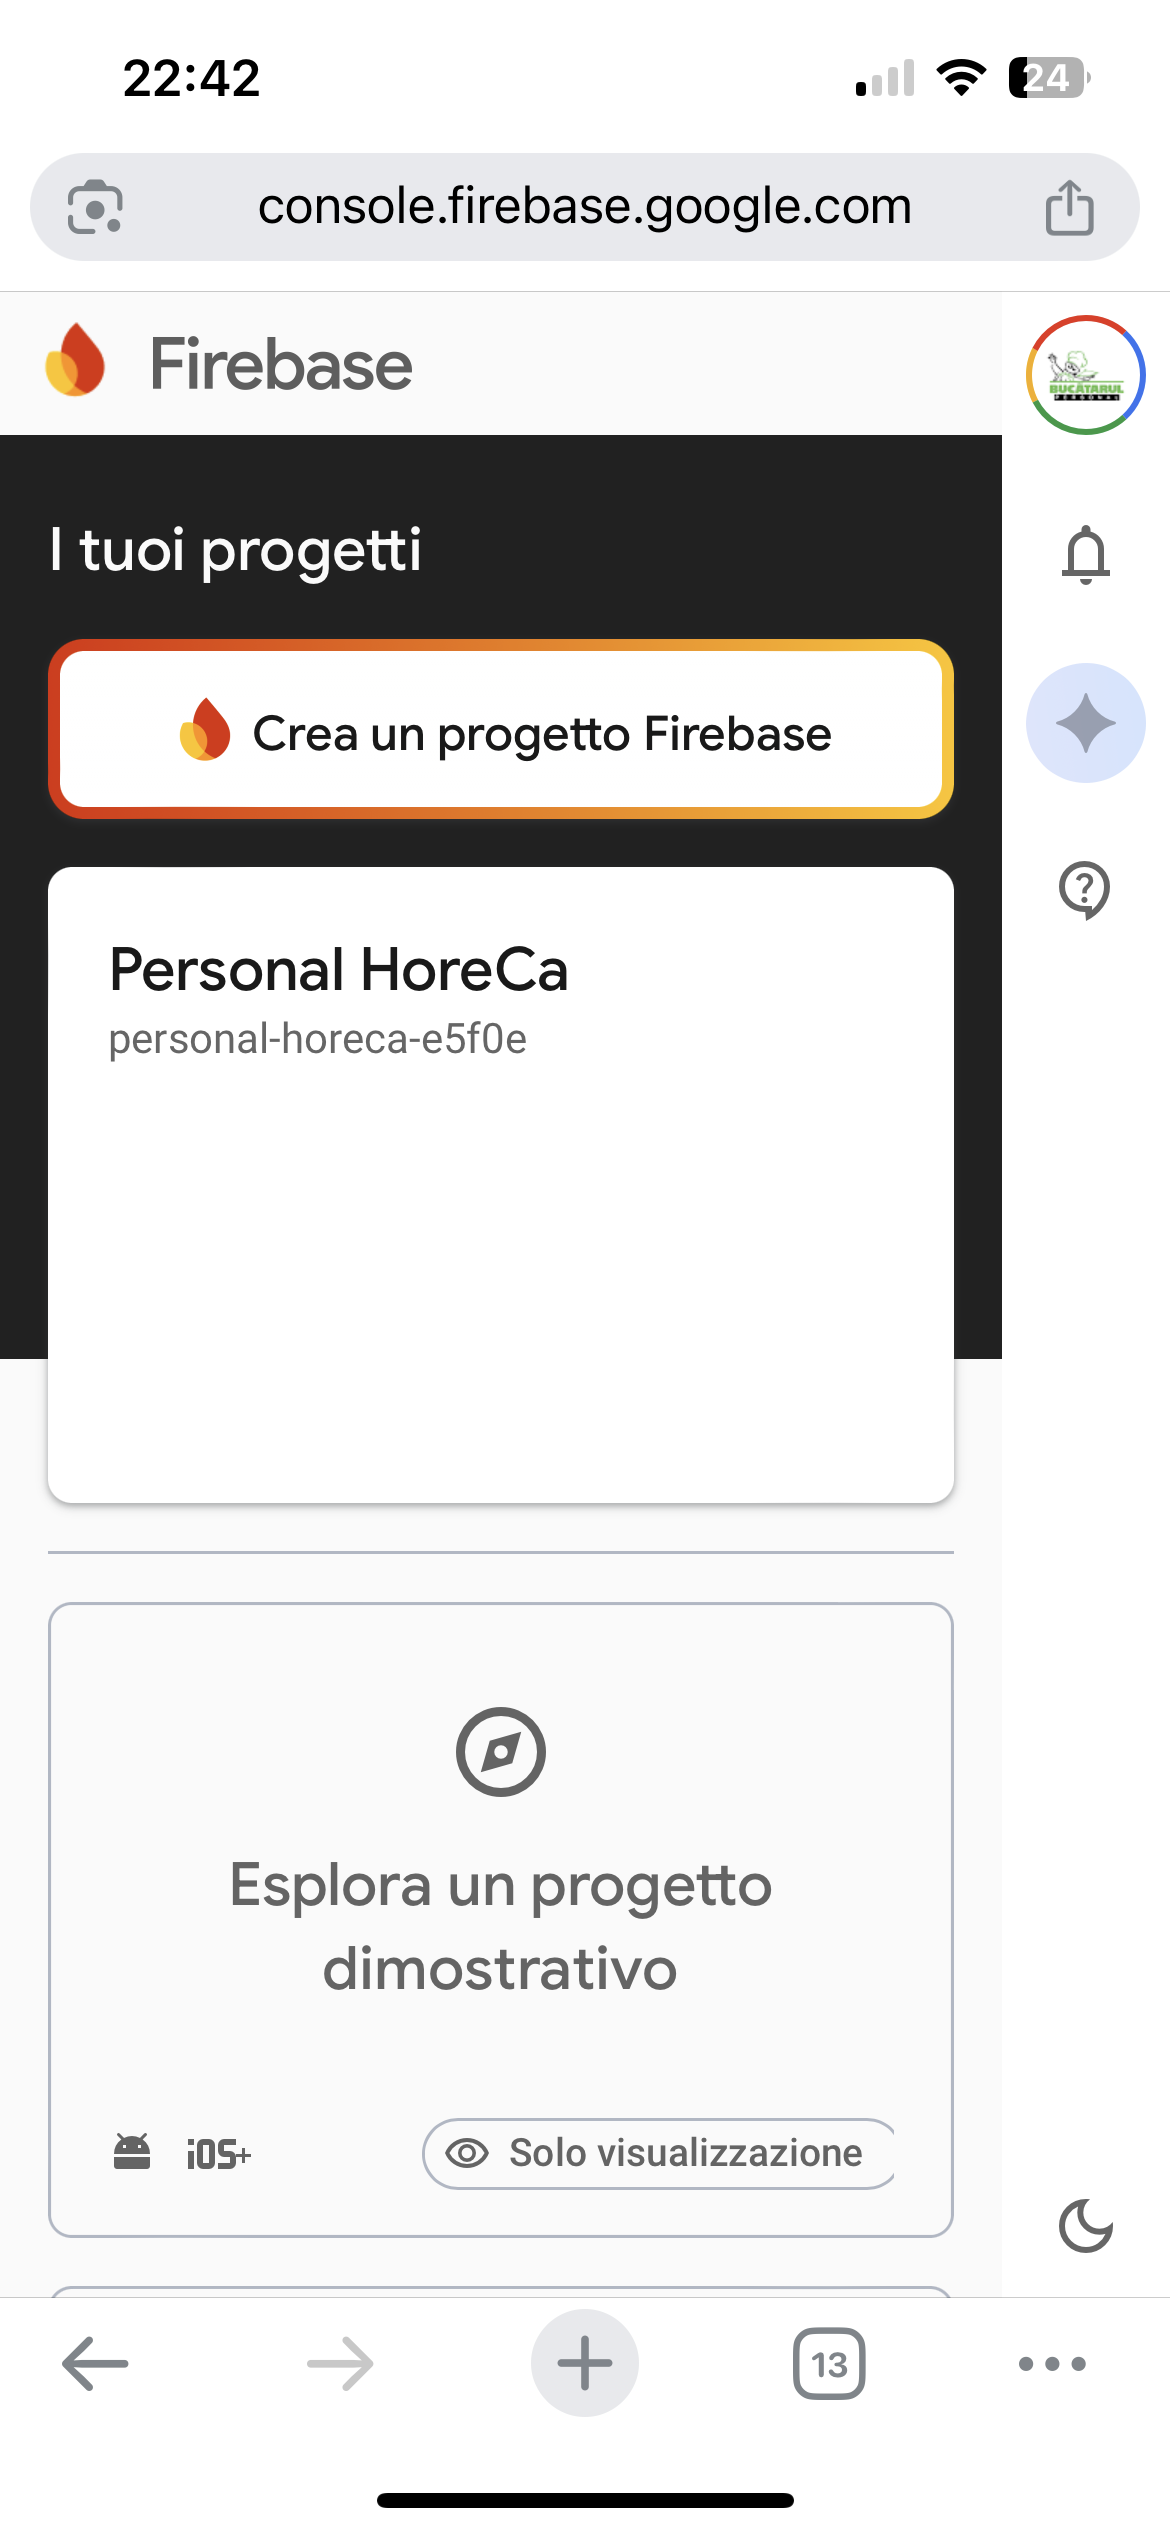 22:42
24
console.firebase.google.com
Firebase
BUCĂTARUL
PERSONAL
I tuoi progetti
Crea un progetto Firebase
Personal HoreCa
personal-horeca-e5f0e
Esplora un progetto
dimostrativo
iOS+
Solo visualizzazione
13